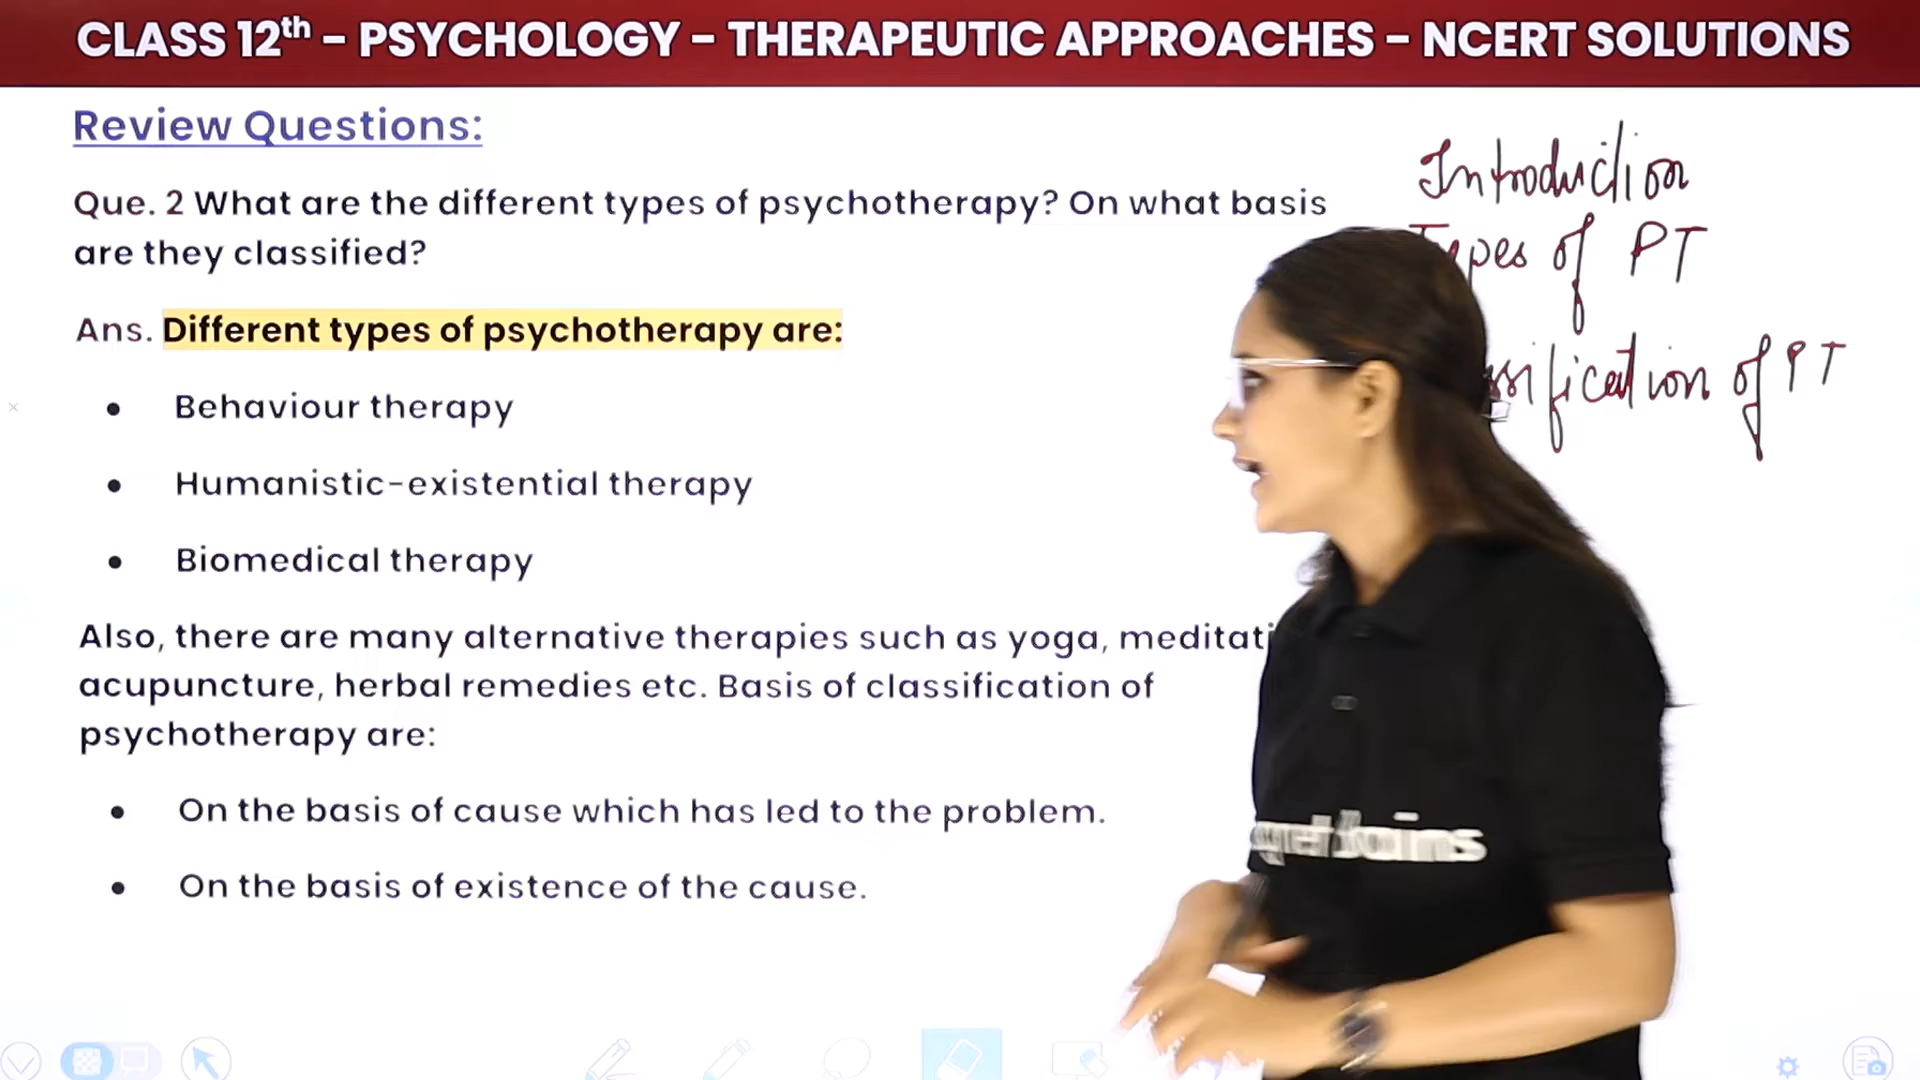 CLASS 12th - PSYCHOLOGY - THERAPEUTIC APPROACHES - NCERT SOLUTIONS
Review Questions:
Que. 2 What are the different types of psychotherapy? On what basis
are they classified?
Ans. Different types of psychotherapy are:
• Behaviour therapy
• Humanistic-existential therapy
• Biomedical therapy
Also, there are many alternative therapies such as yoga,
acupuncture, herbal remedies etc. Basis of classification of
psychotherapy are:
• On the basis of cause which has led to the problem.
• On the basis of existence of the cause.
Introduction
Types of PT
of PT